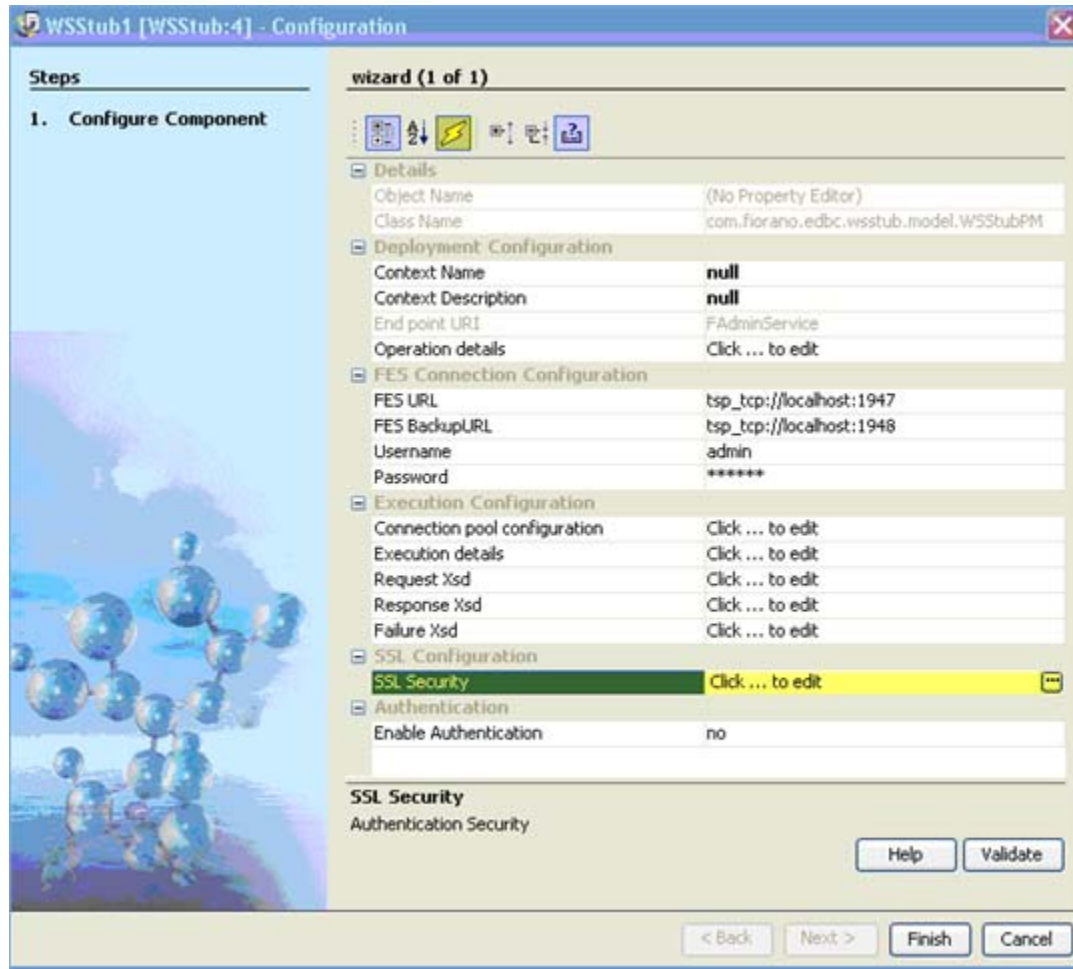 WSStub1 [WSStub:4] - Configuration
Steps
1. Configure Component
wizard (1 of 1)
Details
Object Name (No Property Editor)
Class Name com.fiorano.edbc.wsstub.model.WSStubPM
Deployment Configuration
Context Name null
Context Description null
End point URI FAdminService
Operation details Click ... to edit
FES Connection Configuration
FES URL tsp_tcp://localhost:1947
FES BackupURL tsp_tcp://localhost:1948
Username admin
Password ******
Execution Configuration
Connection pool configuration Click ... to edit
Execution details Click ... to edit
Request Xsd Click ... to edit
Response Xsd Click ... to edit
Failure Xsd Click ... to edit
SSL Configuration
SSL Security Click ... to edit ...
Authentication
Enable Authentication no
SSL Security
Authentication Security
Help Validate
< Back Next > Finish Cancel